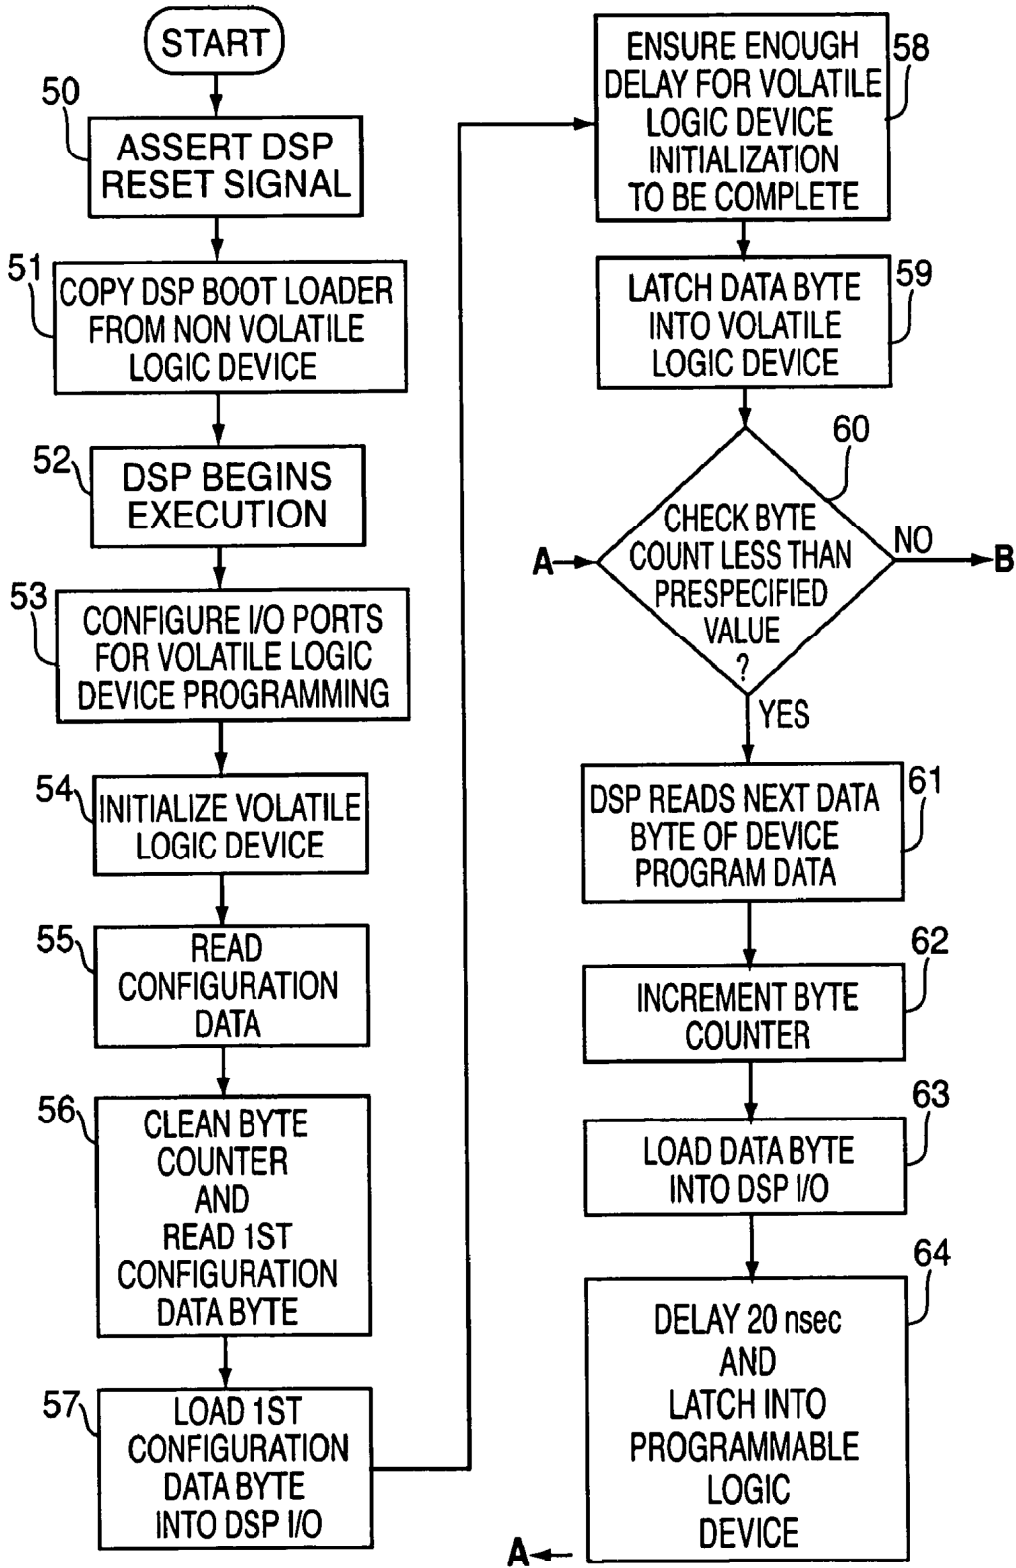 START
50
ASSERT DSP
RESET SIGNAL
51
COPY DSP BOOT LOADER
FROM NON VOLATILE
LOGIC DEVICE
52
DSP BEGINS
EXECUTION
53
CONFIGURE I/O PORTS
FOR VOLATILE LOGIC
DEVICE PROGRAMMING
54
INITIALIZE VOLATILE
LOGIC DEVICE
55
READ
CONFIGURATION
DATA
56
CLEAN BYTE
COUNTER
AND
READ 1ST
CONFIGURATION
DATA BYTE
57
LOAD 1ST
CONFIGURATION
DATA BYTE
INTO DSP I/O
58
ENSURE ENOUGH
DELAY FOR VOLATILE
LOGIC DEVICE
INITIALIZATION
TO BE COMPLETE
59
LATCH DATA BYTE
INTO VOLATILE
LOGIC DEVICE
60
A
CHECK BYTE
COUNT LESS THAN
PRESPECIFIED
VALUE
?
NO
B
YES
61
DSP READS NEXT DATA
BYTE OF DEVICE
PROGRAM DATA
62
INCREMENT BYTE
COUNTER
63
LOAD DATA BYTE
INTO DSP I/O
64
DELAY 20 nsec
AND
LATCH INTO
PROGRAMMABLE
LOGIC
DEVICE
A